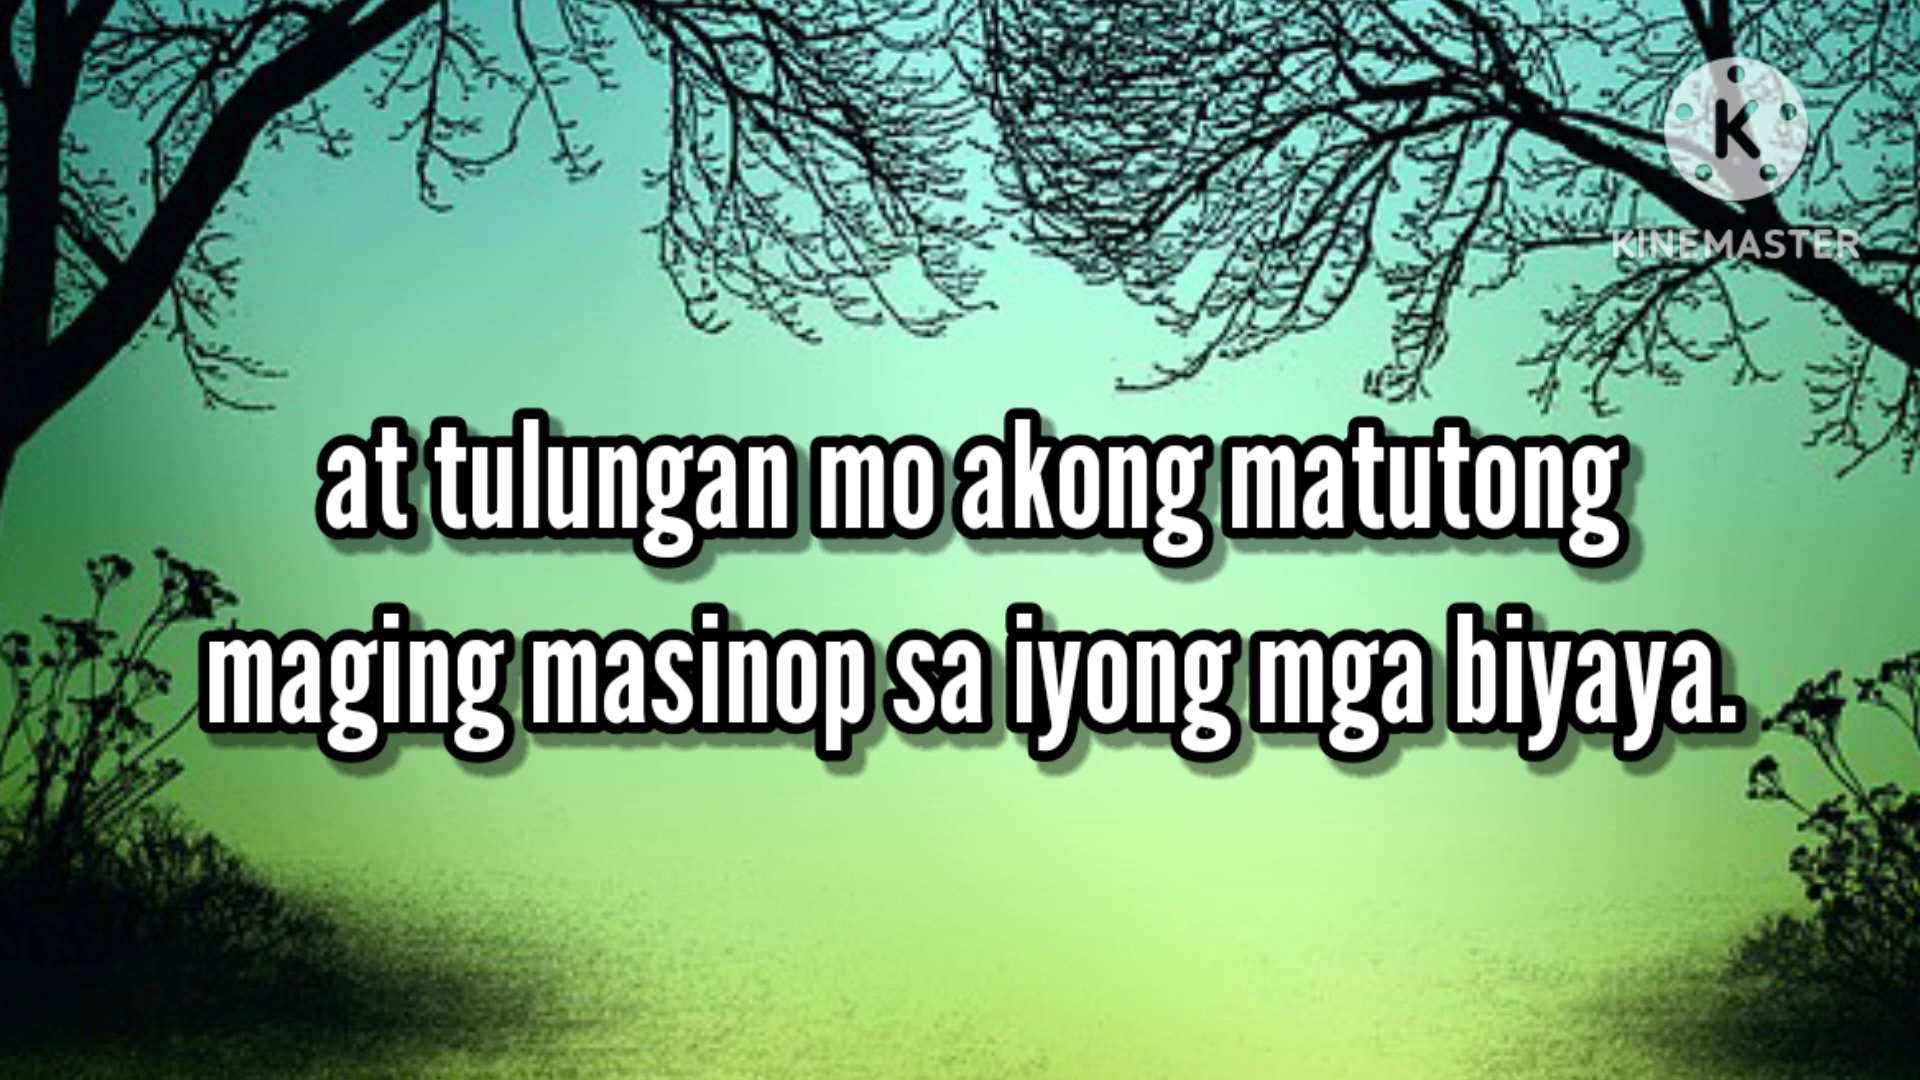 K
KINEMASTER
at tulungan mo akong matutong
maging masinop sa iyong mga biyaya.